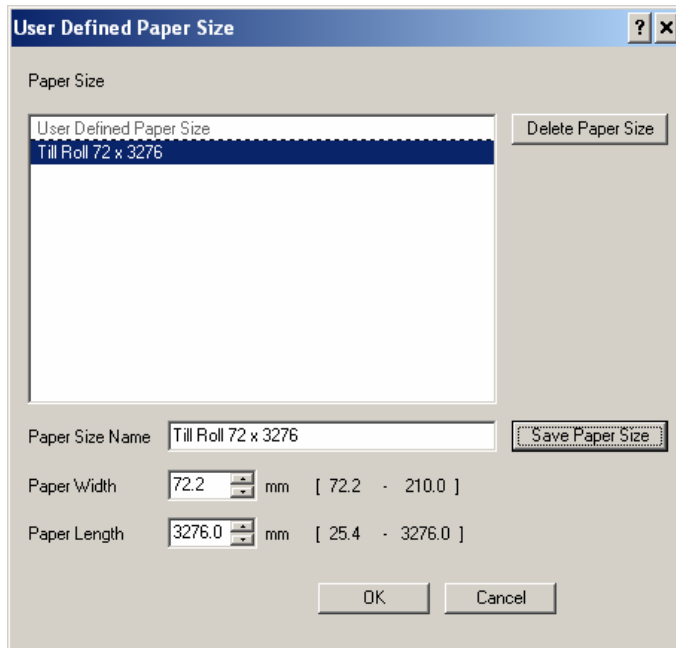 User Defined Paper Size
Paper Size
User Defined Paper Size
Till Roll 72 x 3276
Delete Paper Size
Paper Size Name Till Roll 72 x 3276 Save Paper Size
Paper Width 72.2 mm [ 72.2 - 210.0 ]
Paper Length 3276.0 mm [ 25.4 - 3276.0 ]
OK Cancel